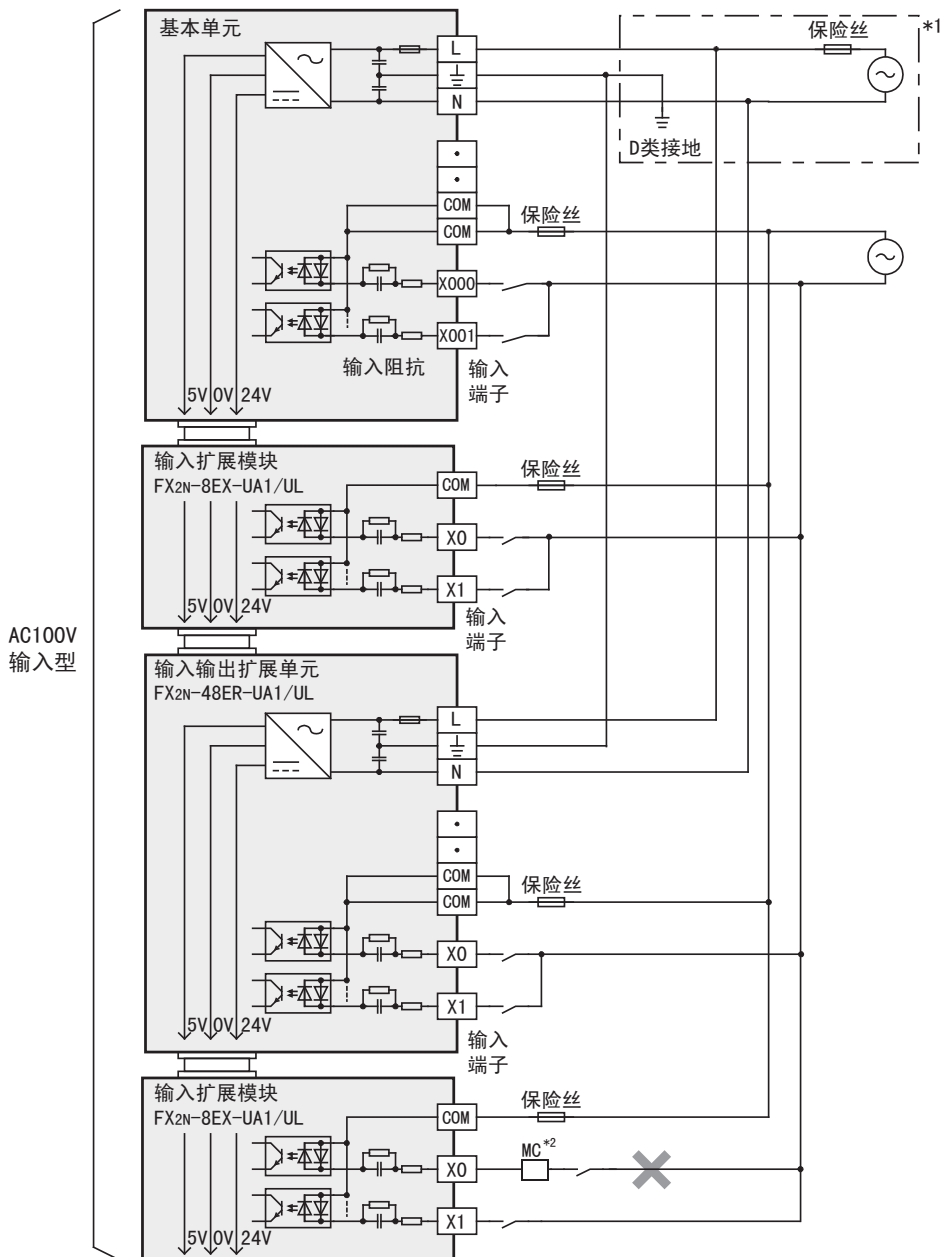 基本单元
保险丝
*1
L
N
D类接地
COM
COM
保险丝
X000
X001
输入阻抗
输入
端子
5V 0V 24V
输入扩展模块
FX2N-8EX-UA1/UL
COM
保险丝
X0
X1
5V 0V 24V
输入
端子
AC100V
输入型
输入输出扩展单元
FX2N-48ER-UA1/UL
L
N
COM
COM
保险丝
X0
X1
5V 0V 24V
输入
端子
输入扩展模块
FX2N-8EX-UA1/UL
COM
保险丝
MC*2
X0
X1
5V 0V 24V